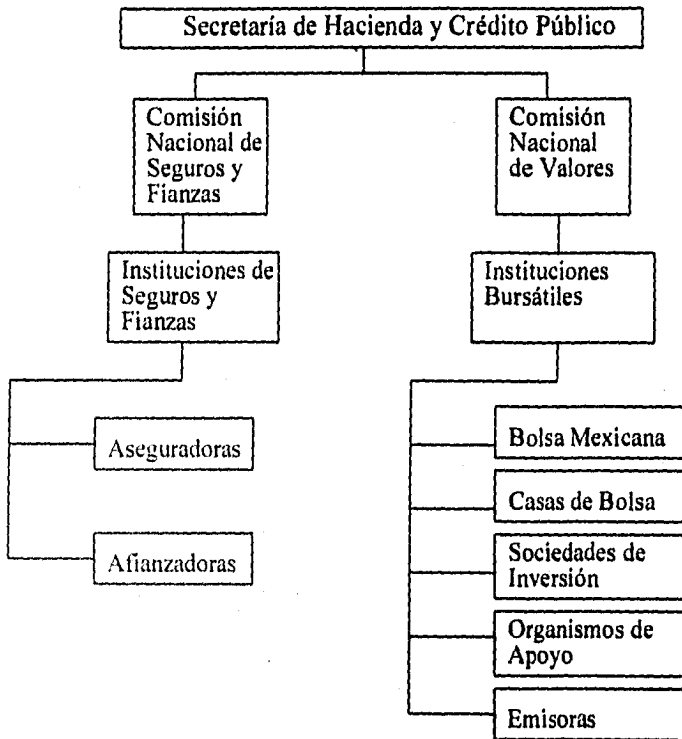 Secretaría de Hacienda y Crédito Público
Comisión
Nacional de
Seguros y
Fianzas
Comisión
Nacional
de Valores
Instituciones de
Seguros y
Fianzas
Instituciones
Bursátiles
Aseguradoras
Afianzadoras
Bolsa Mexicana
Casas de Bolsa
Sociedades de
Inversión
Organismos de
Apoyo
Emisoras